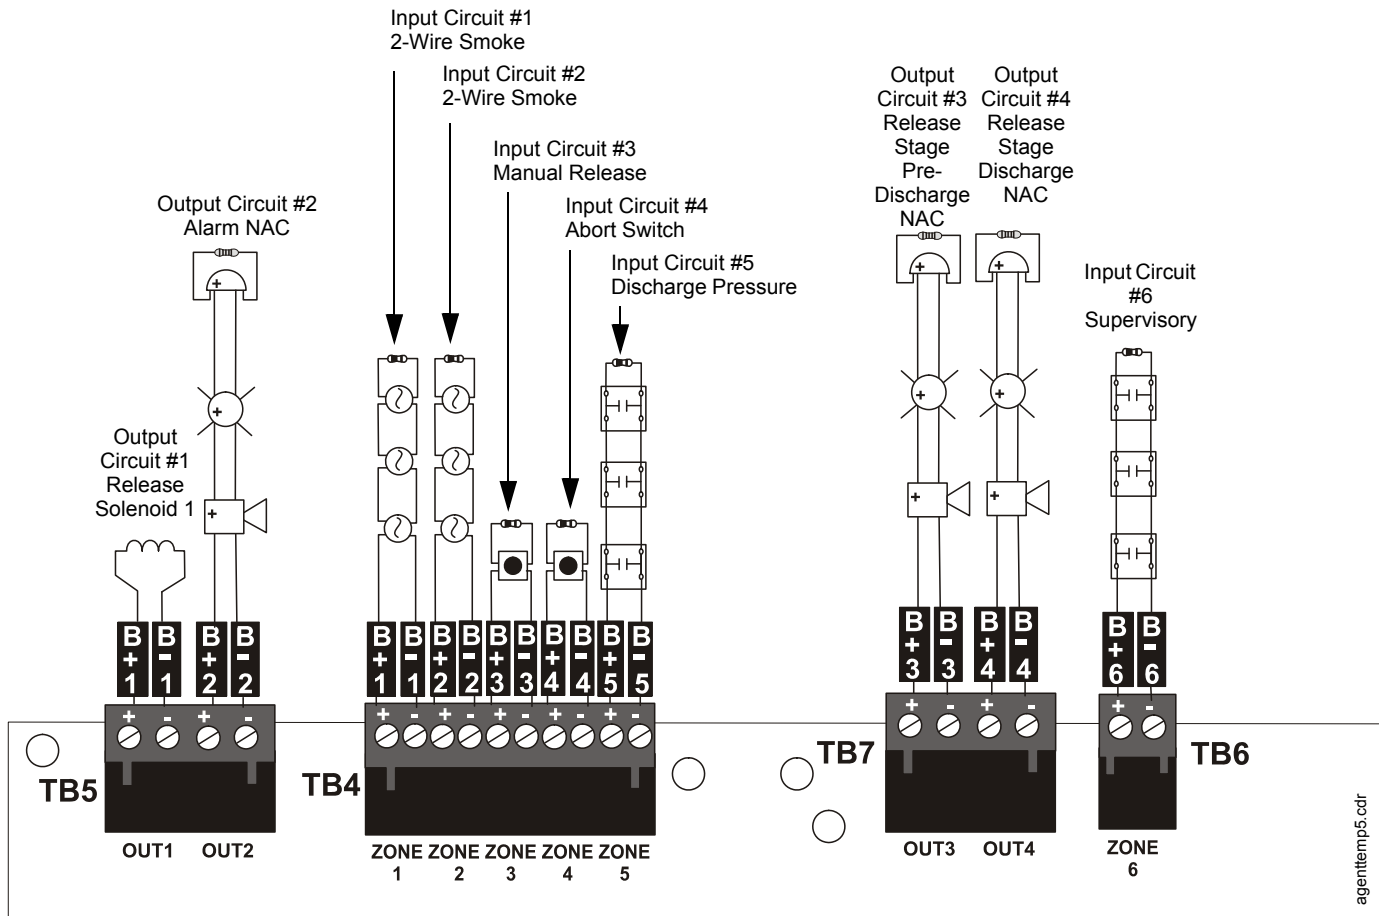 Input Circuit #1
2-Wire Smoke
Input Circuit #2
2-Wire Smoke
Input Circuit #3
Manual Release
Input Circuit #4
Abort Switch
Input Circuit #5
Discharge Pressure
Output Circuit #2
Alarm NAC
Output
Circuit #1
Release
Solenoid 1
Output
Circuit #3
Release
Stage
Pre-
Discharge
NAC
Output
Circuit #4
Release
Stage
Discharge
NAC
Input Circuit
#6
Supervisory
B+1
B-1
B+2
B-2
B+1
B-1
B+2
B-2
B+3
B-3
B+4
B-4
B+5
B-5
B+3
B-3
B+4
B-4
B+6
B-6
+ - + -
+ - + - + - + - + -
+ - + -
+ -
TB5
TB4
TB7
TB6
OUT1
OUT2
ZONE
1
ZONE
2
ZONE
3
ZONE
4
ZONE
5
OUT3
OUT4
ZONE
6
agenttemp5.cdr